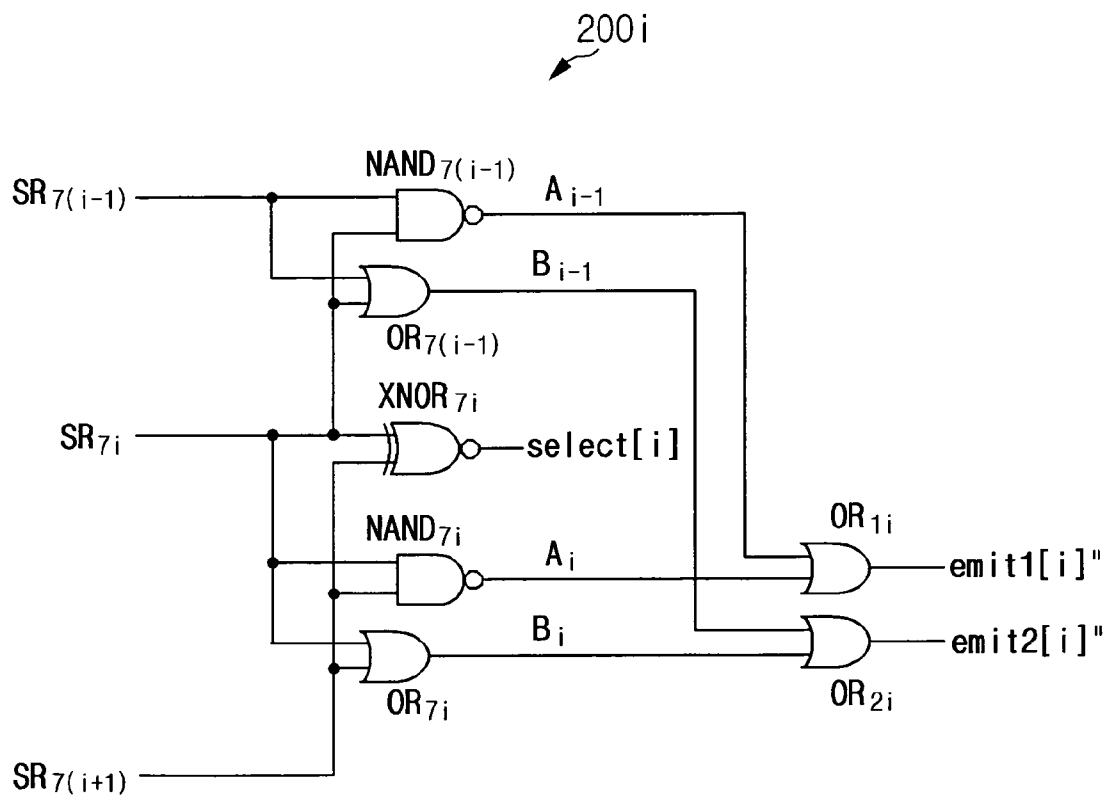 200i
NAND7(i-1)
SR7(i-1)
Ai-1
Bi-1
OR7(i-1)
XNOR7i
SR7i
select[i]
NAND7i
OR1i
Ai
emit1[i]"
Bi
emit2[i]"
OR7i
OR2i
SR7(i+1)